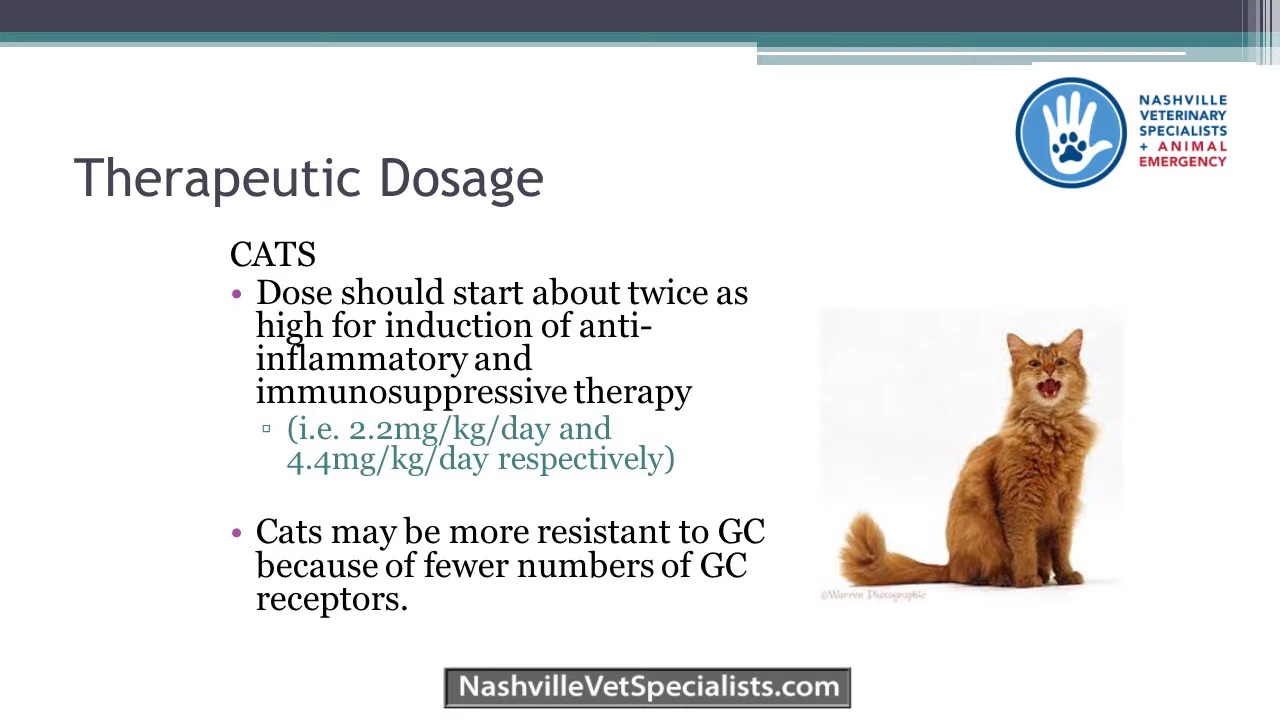 NASHVILLE
VETERINARY
SPECIALISTS
+ ANIMAL
EMERGENCY
Therapeutic Dosage
CATS
• Dose should start about twice as
high for induction of anti-
inflammatory and
immunosuppressive therapy
▫ (i.e. 2.2mg/kg/day and
4.4mg/kg/day respectively)
• Cats may be more resistant to GC
because of fewer numbers of GC
receptors.
©Warren Photographic
NashvilleVetSpecialists.com